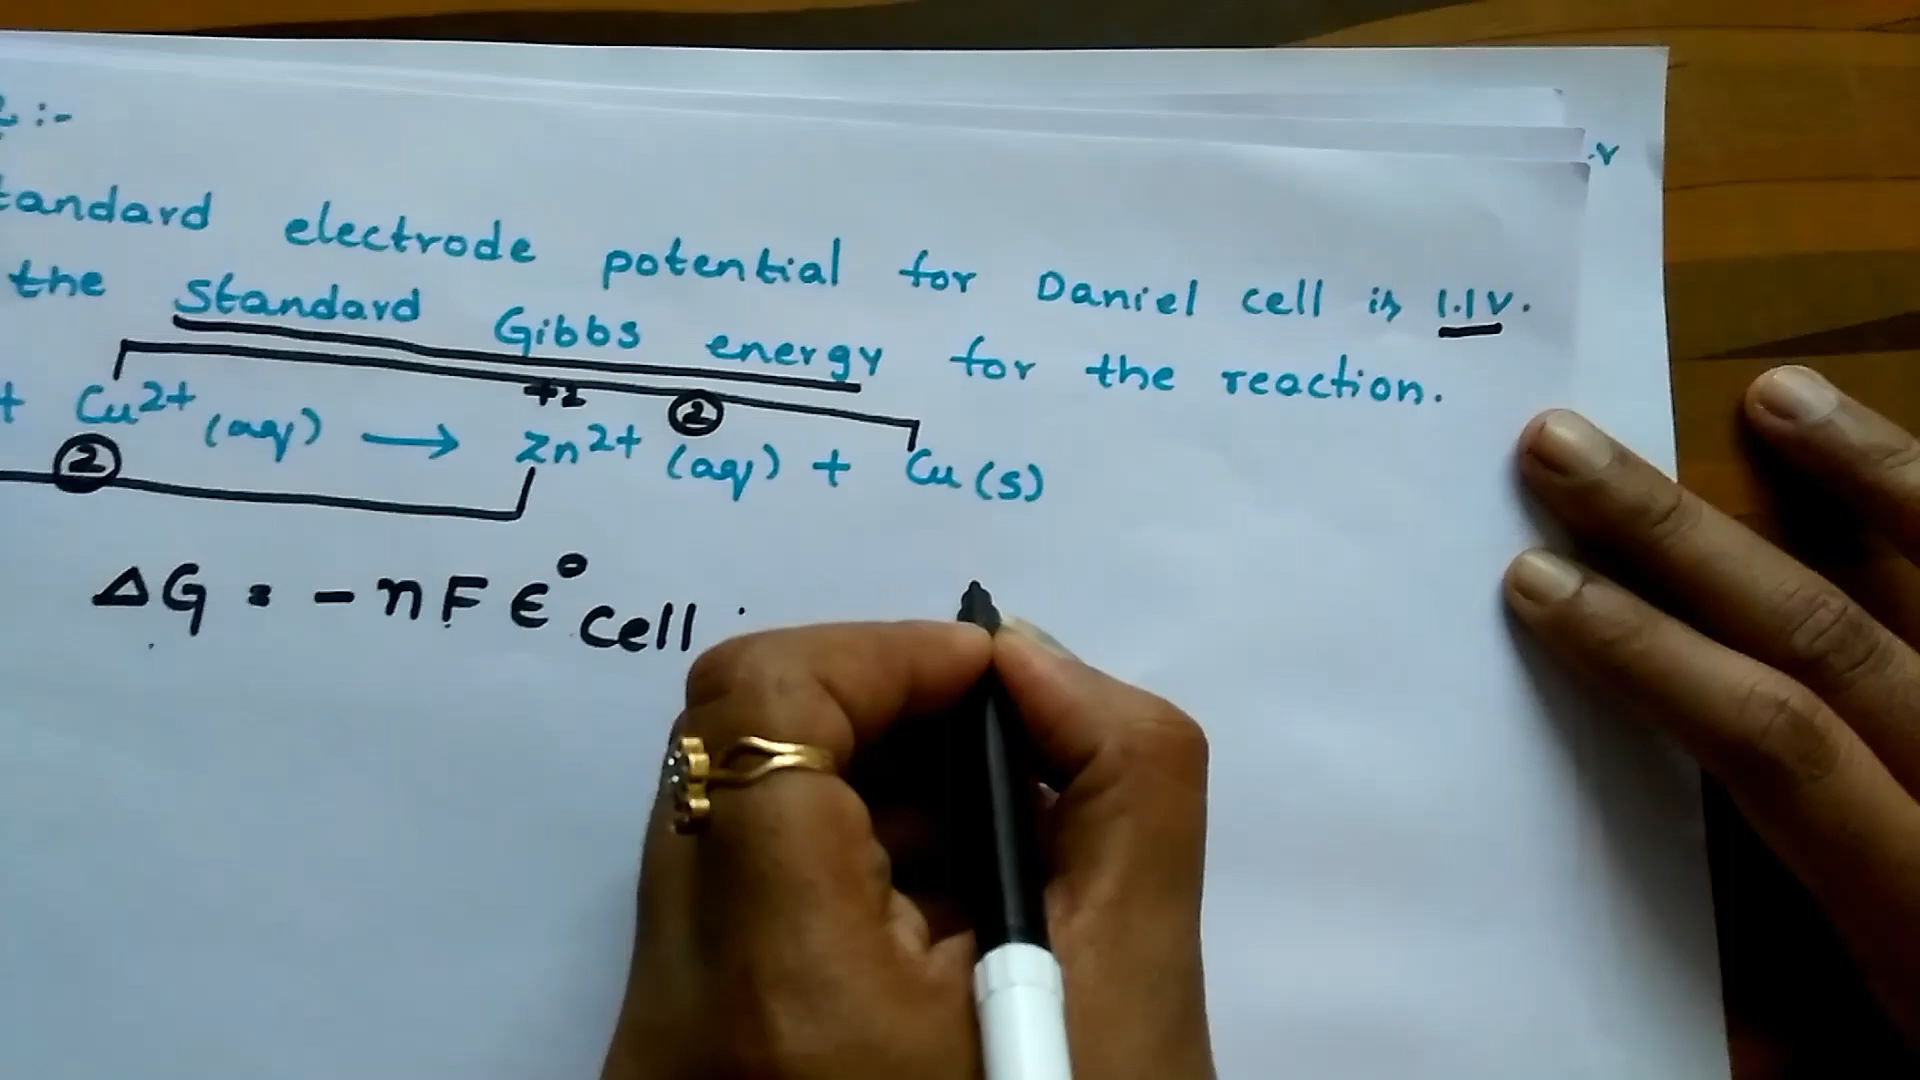 :-
tandard electrode potential for Daniel cell is 1.1V.
the Standard Gibbs energy for the reaction.
+ Cu2+ (aq) → Zn2+ (aq) + Cu(s)
+2
②
②
ΔG = -nF E° cell
.v